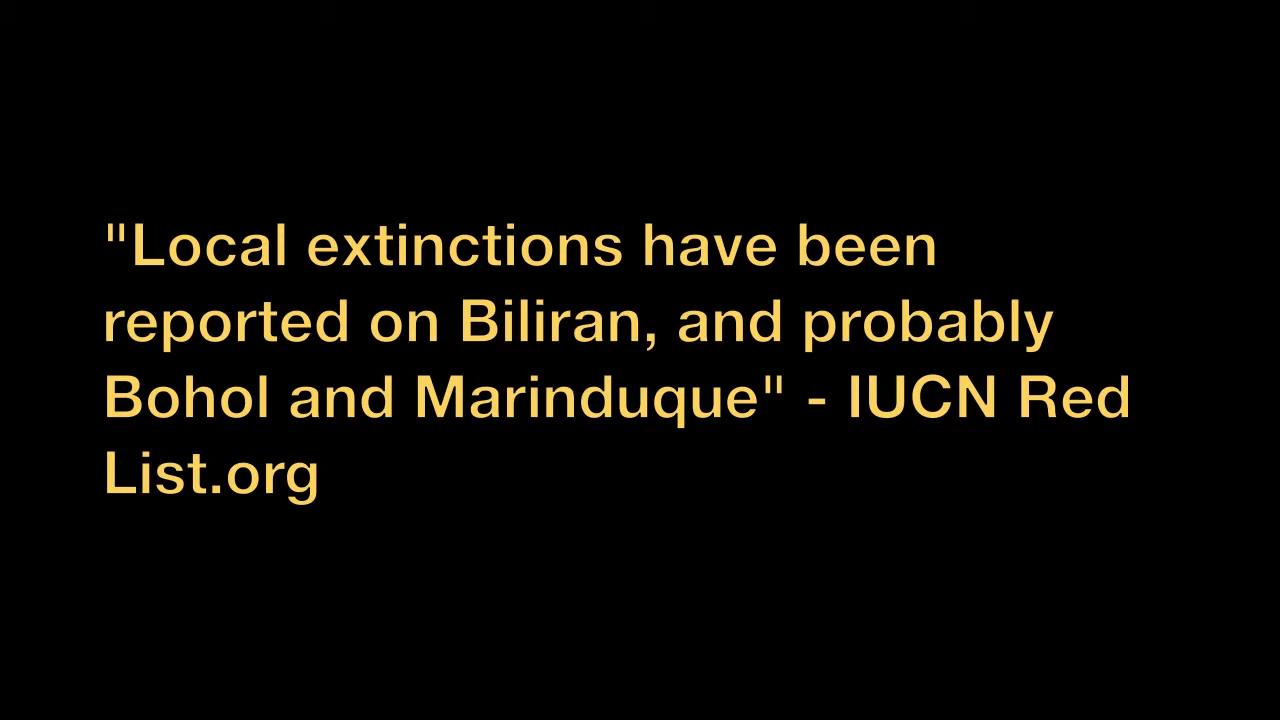 "Local extinctions have been
reported on Biliran, and probably
Bohol and Marinduque" - IUCN Red
List.org